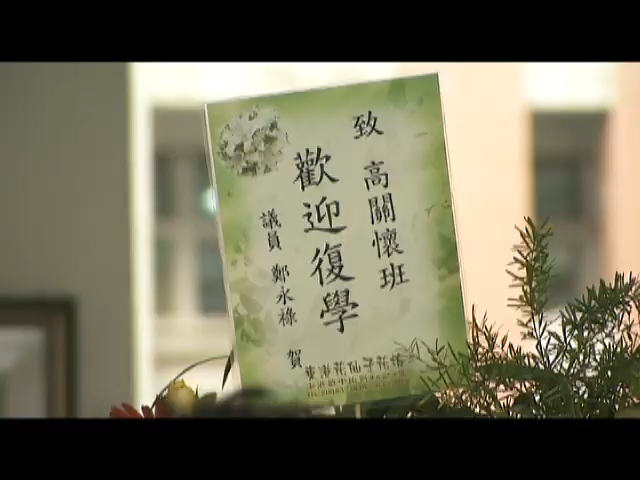 致
高關懷班
歡迎復學
議員 鄭永祿 賀